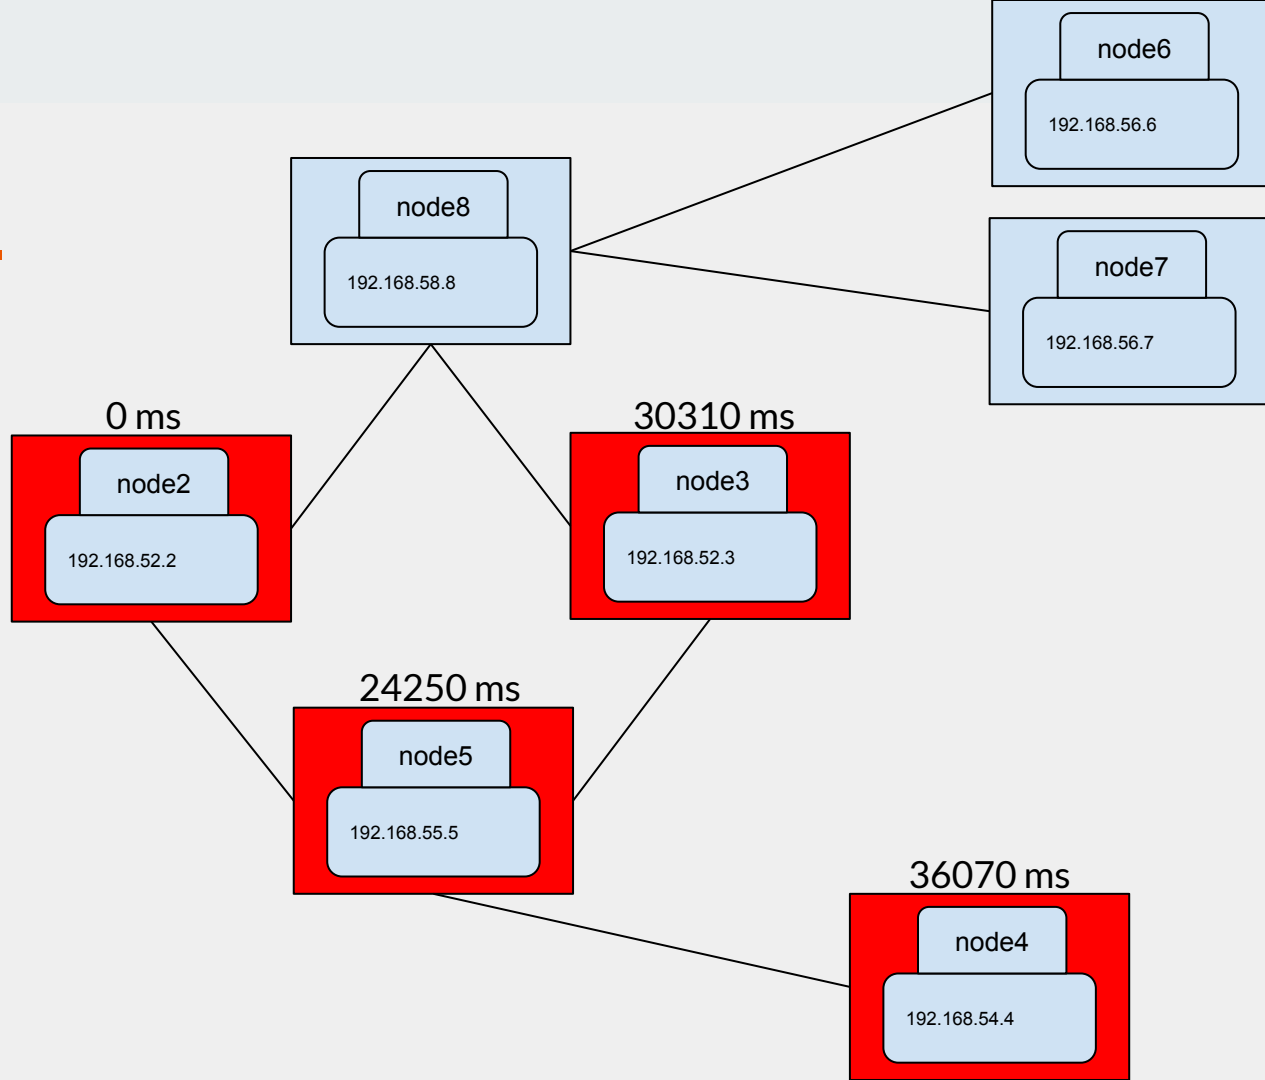 node6
192.168.56.6
node8
192.168.58.8
node7
192.168.56.7
0 ms
node2
192.168.52.2
30310 ms
node3
192.168.52.3
24250 ms
node5
192.168.55.5
36070 ms
node4
192.168.54.4